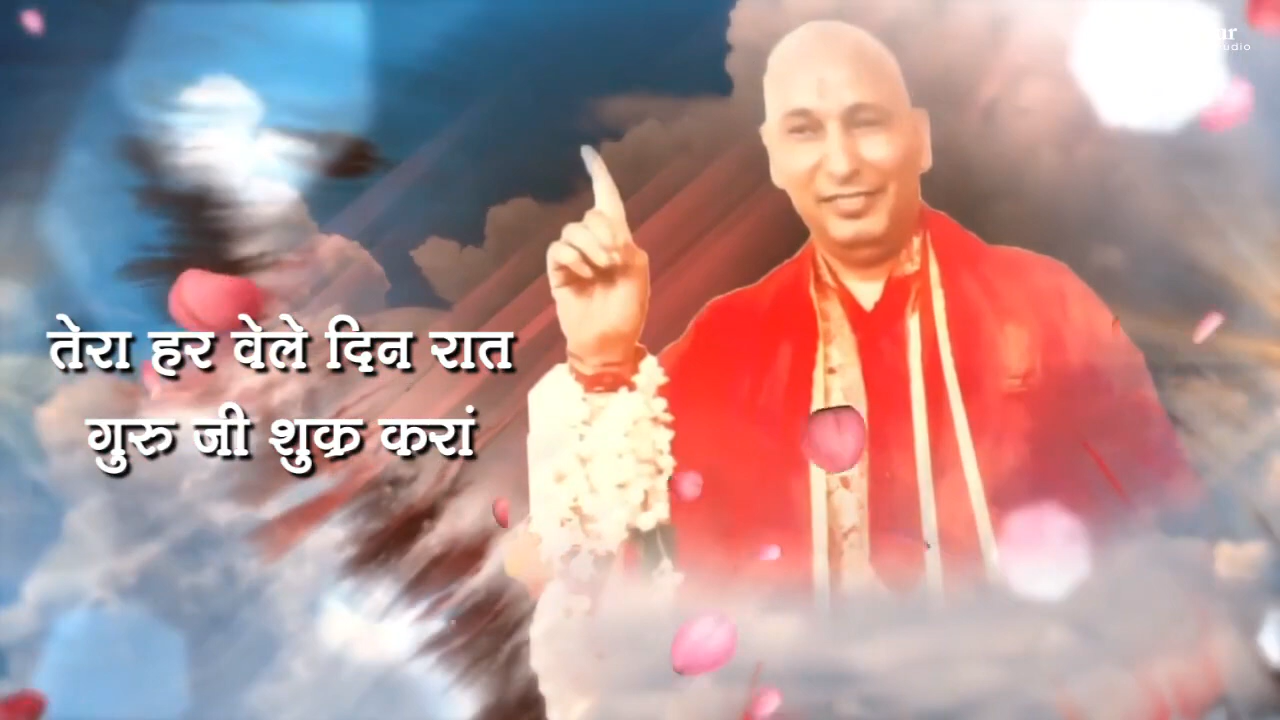 तेरा हर वेले दिन रात
गुरु जी शुक्र करां